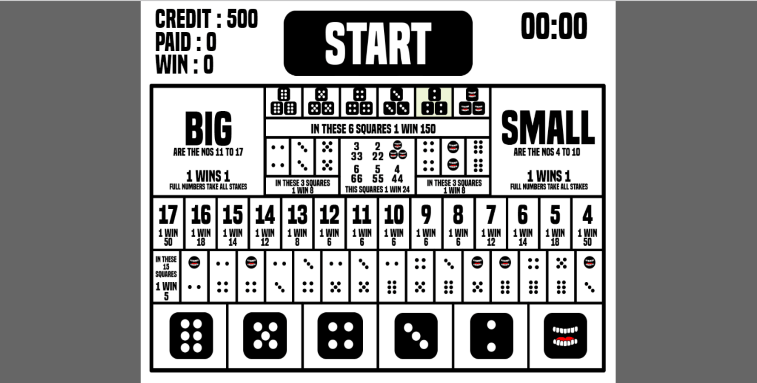 CREDIT : 500
PAID : 0
WIN : 0
START
00:00
BIG
ARE THE NOS 11 TO 17
1 WINS 1
FULL NUMBERS TAKE ALL STAKES
IN THESE 6 SQUARES 1 WIN 150
IN THESE 3 SQUARES
1 WIN 8
3 2
33 22
6 5 4
66 55 44
THIS SQUARES 1 WIN 24
IN THESE 3 SQUARES
1 WIN 8
SMALL
ARE THE NOS 4 TO 10
1 WINS 1
FULL NUMBERS TAKE ALL STAKES
17 16 15 14 13 12 11 10 9 8 7 6 5 4
1 WIN 1 WIN 1 WIN 1 WIN 1 WIN 1 WIN 1 WIN 1 WIN 1 WIN 1 WIN 1 WIN 1 WIN 1 WIN 1 WIN
50 18 14 12 8 6 6 6 6 6 12 14 18 50
IN THESE
15
SQUARES
1 WIN
5